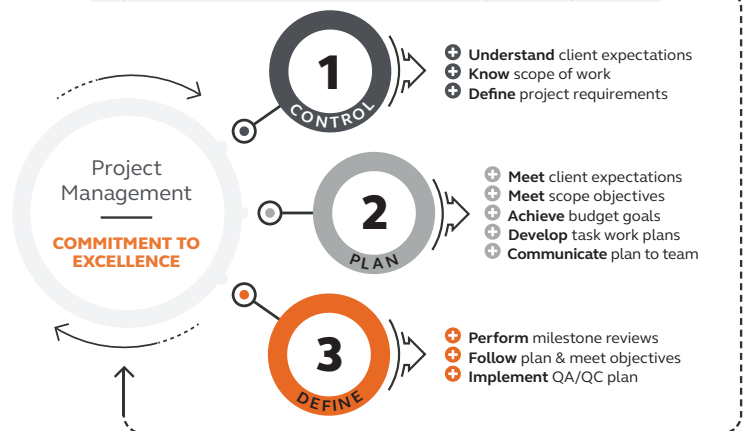 Project
Management
COMMITMENT TO
EXCELLENCE
1
CONTROL
Understand client expectations
Know scope of work
Define project requirements
2
PLAN
Meet client expectations
Meet scope objectives
Achieve budget goals
Develop task work plans
Communicate plan to team
3
DEFINE
Perform milestone reviews
Follow plan & meet objectives
Implement QA/QC plan